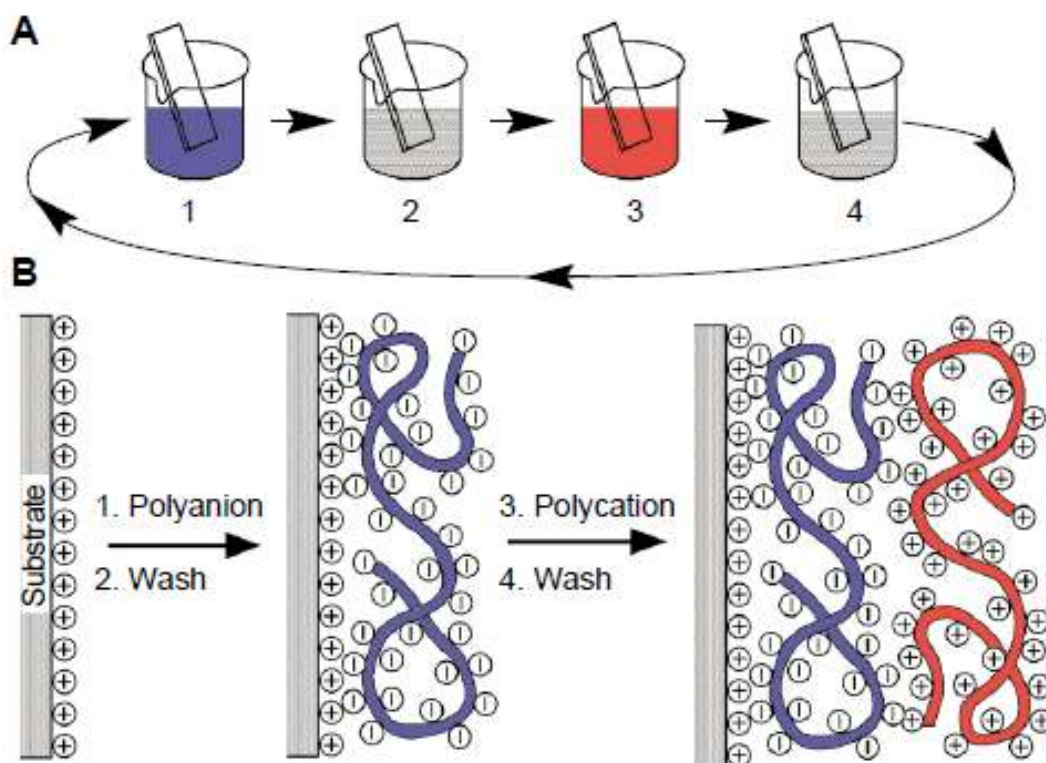 A
1 2 3 4
B
Substrate
1. Polyanion
2. Wash
3. Polycation
4. Wash